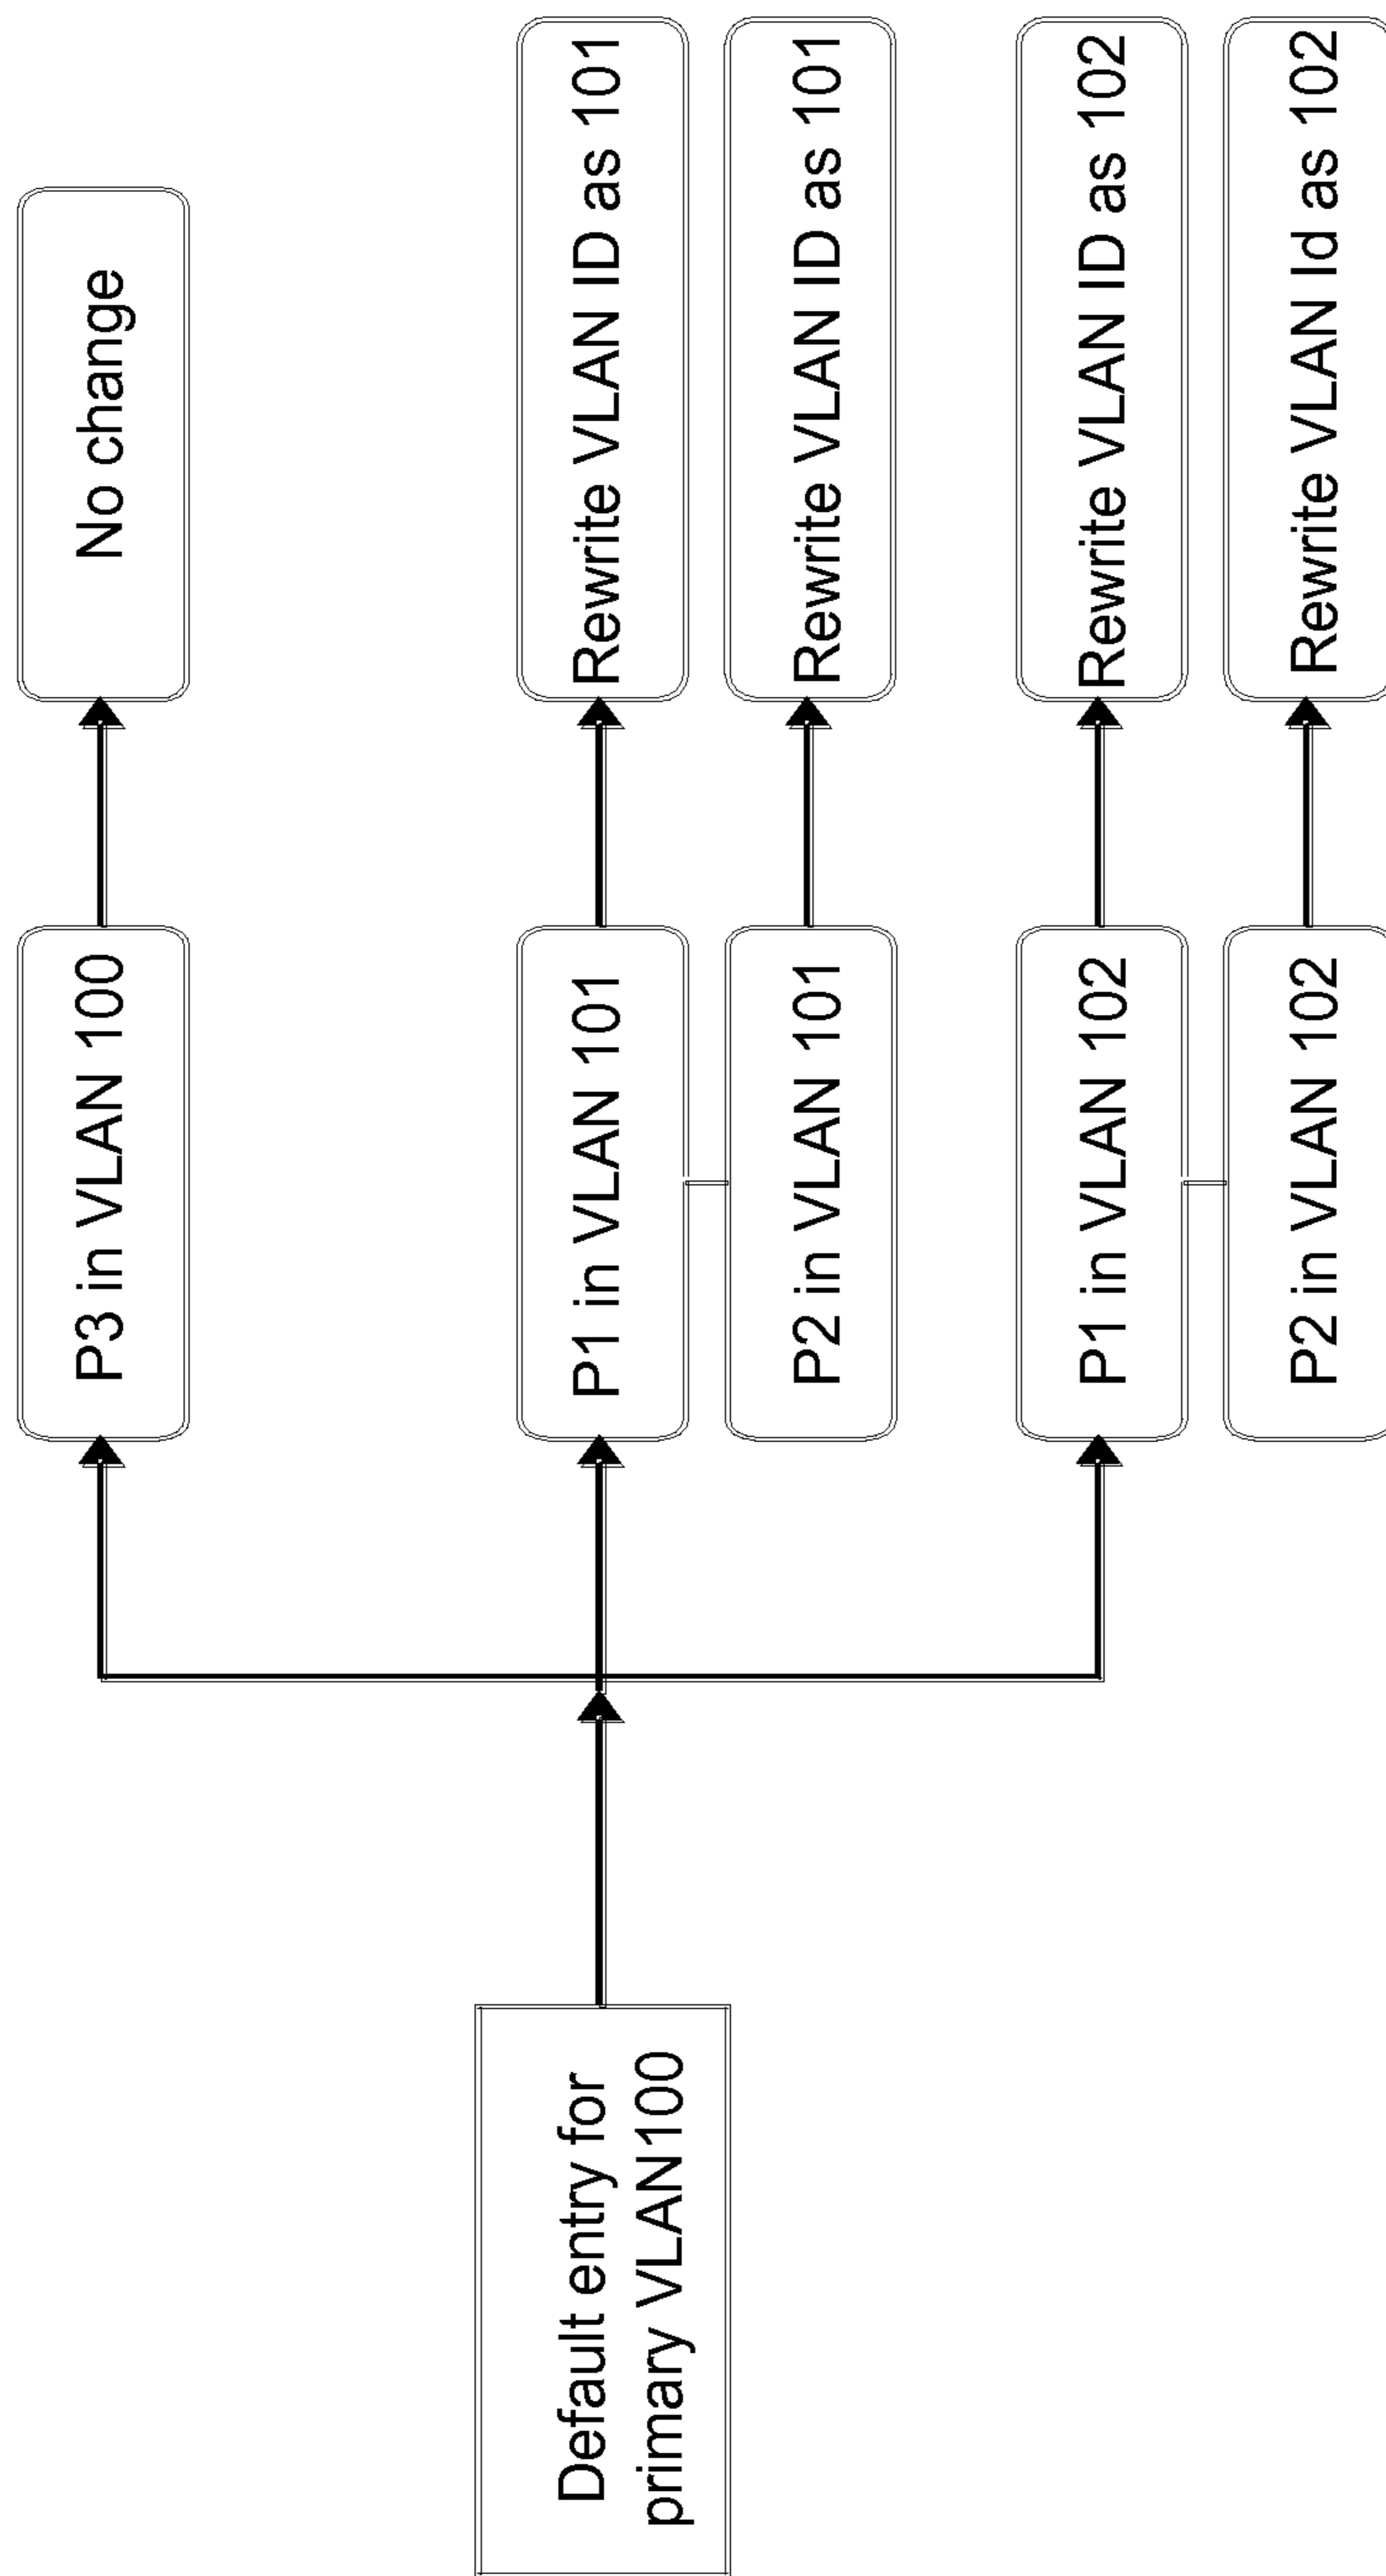 Default entry for
primary VLAN100
P3 in VLAN 100
No change
P1 in VLAN 101
Rewrite VLAN ID as 101
P2 in VLAN 101
Rewrite VLAN ID as 101
P1 in VLAN 102
Rewrite VLAN ID as 102
P2 in VLAN 102
Rewrite VLAN Id as 102